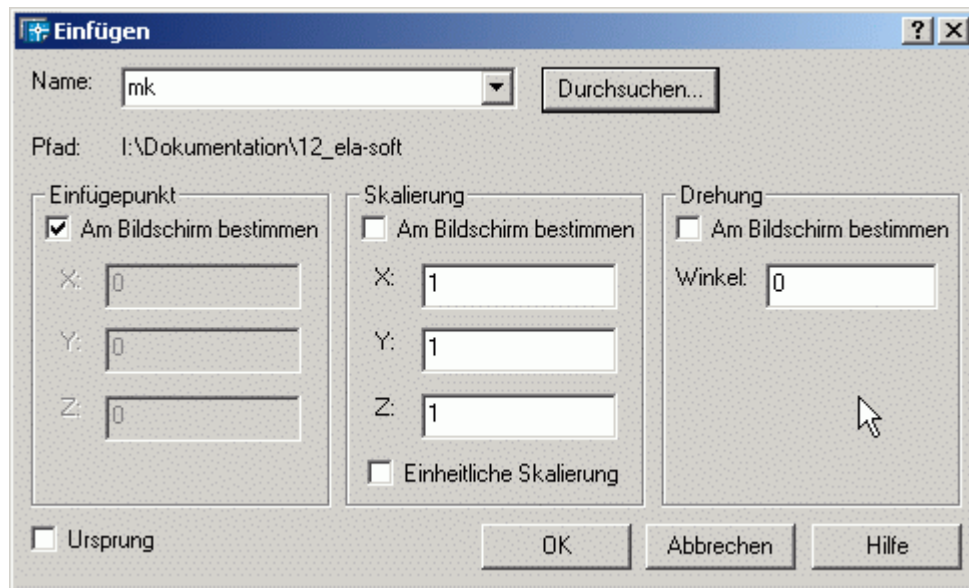 Einfügen
Name: mk Durchsuchen...
Pfad: I:\Dokumentation\12_ela-soft
Einfügepunkt
Am Bildschirm bestimmen
X: 0
Y: 0
Z: 0
Skalierung
Am Bildschirm bestimmen
X: 1
Y: 1
Z: 1
Einheitliche Skalierung
Drehung
Am Bildschirm bestimmen
Winkel: 0
Ursprung
OK Abbrechen Hilfe